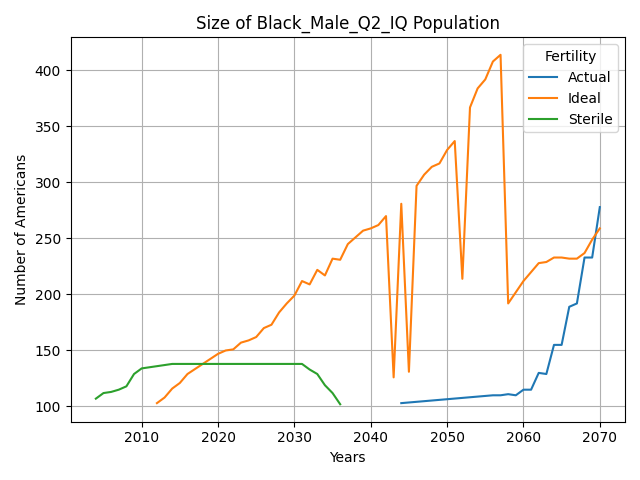 Size of Black_Male_Q2_IQ Population
Number of Americans
400
350
300
250
200
150
100
Fertility
Actual
Ideal
Sterile
2010 2020 2030 2040 2050 2060 2070
Years